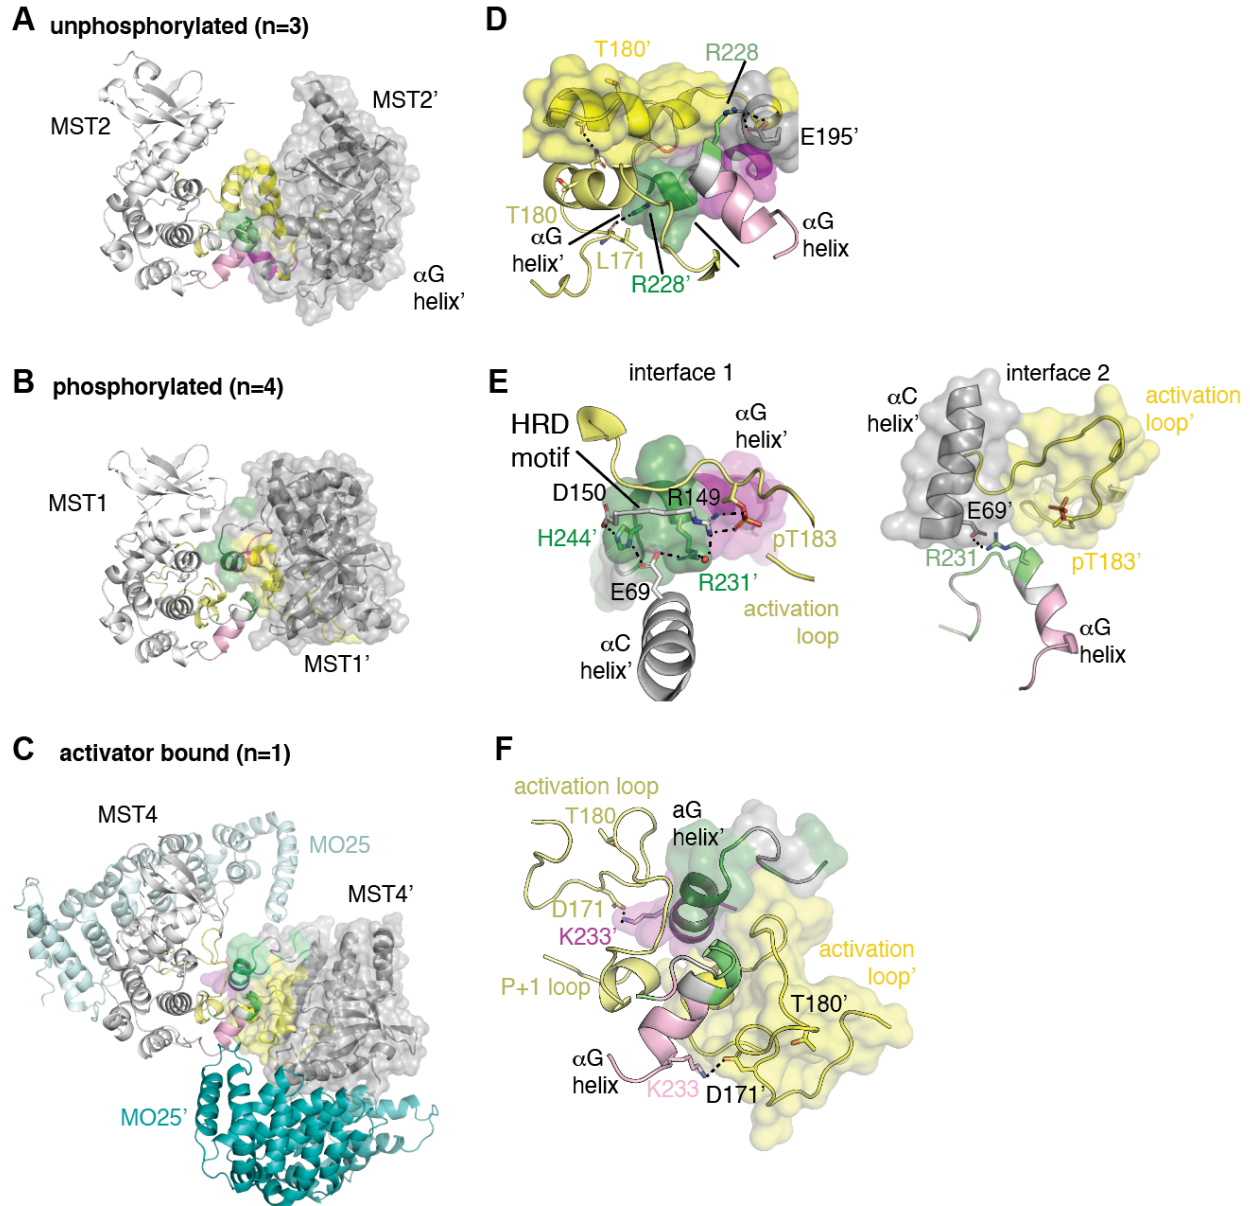 A unphosphorylated (n=3)
MST2
MST2’
αG
helix’
B phosphorylated (n=4)
MST1
MST1’
C activator bound (n=1)
MST4
MO25
MST4’
MO25’
D
T180’
R228
E195’
T180
αG
helix’
L171
R228’
αG
helix
E
interface 1
HRD
motif
αG
helix’
D150
R149
H244’
pT183
E69
R231’
activation
loop
αC
helix’
interface 2
αC
helix’
activation
loop’
E69’
R231
pT183’
αG
helix
F
activation loop
T180
aG
helix’
D171
K233’
activation
loop’
P+1 loop
T180’
αG
helix
K233
D171’